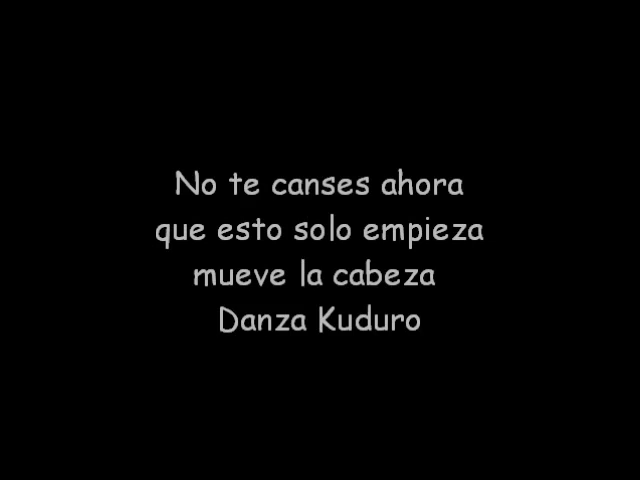 No te canses ahora
que esto solo empieza
mueve la cabeza
Danza Kuduro